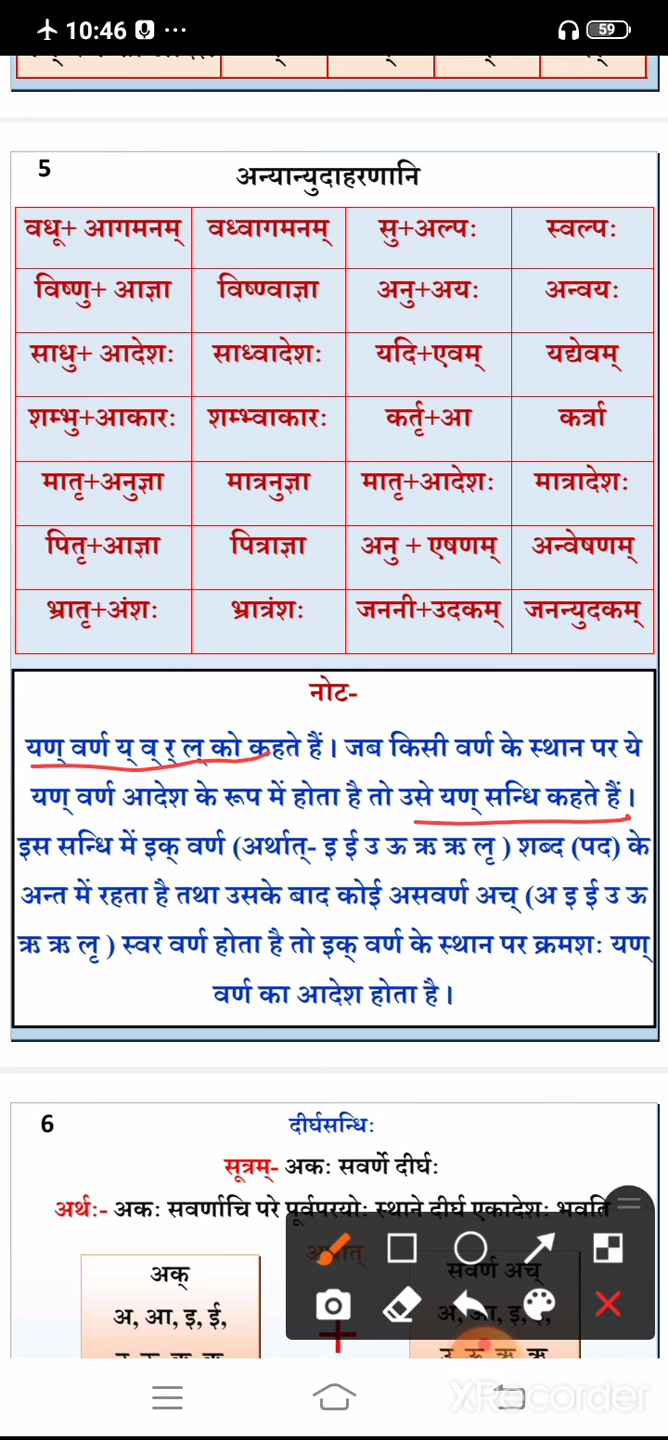 10:46 ... 59
5
अन्यान्युदाहरणानि
वधू+ आगमनम् वध्वागमनम् सु+अल्पः स्वल्पः
विष्णु+ आज्ञा विष्ण्वाज्ञा अनु+अयः अन्वयः
साधु+ आदेशः साध्वादेशः यदि+एवम् यद्येवम्
शम्भु+आकारः शम्भ्वाकारः कर्तृ+आ कर्त्रा
मातृ+अनुज्ञा मात्रनुज्ञा मातृ+आदेशः मात्रादेशः
पितृ+आज्ञा पित्राज्ञा अनु + एषणम् अन्वेषणम्
भ्रातृ+अंशः भ्रात्रंशः जननी+उदकम् जनन्युदकम्
नोट-
यण् वर्ण य् व् र् ल् को कहते हैं। जब किसी वर्ण के स्थान पर ये
यण् वर्ण आदेश के रूप में होता है तो उसे यण् सन्धि कहते हैं।
इस सन्धि में इक् वर्ण (अर्थात्- इ ई उ ऊ ऋ ऋ लृ ) शब्द (पद) के
अन्त में रहता है तथा उसके बाद कोई असवर्ण अच् (अ इ ई उ ऊ
ऋ ऋ लृ ) स्वर वर्ण होता है तो इक् वर्ण के स्थान पर क्रमशः यण्
वर्ण का आदेश होता है।
6
दीर्घसन्धिः
सूत्रम्- अकः सवर्णे दीर्घः
अर्थः- अकः सवर्णाचि परे पूर्वपरयोः स्थाने दीर्घ एकादेशः भवति
अर्थात्
अक् सवर्ण अच्
अ, आ, इ, ई, अ, आ, इ, ई,
XRecorder